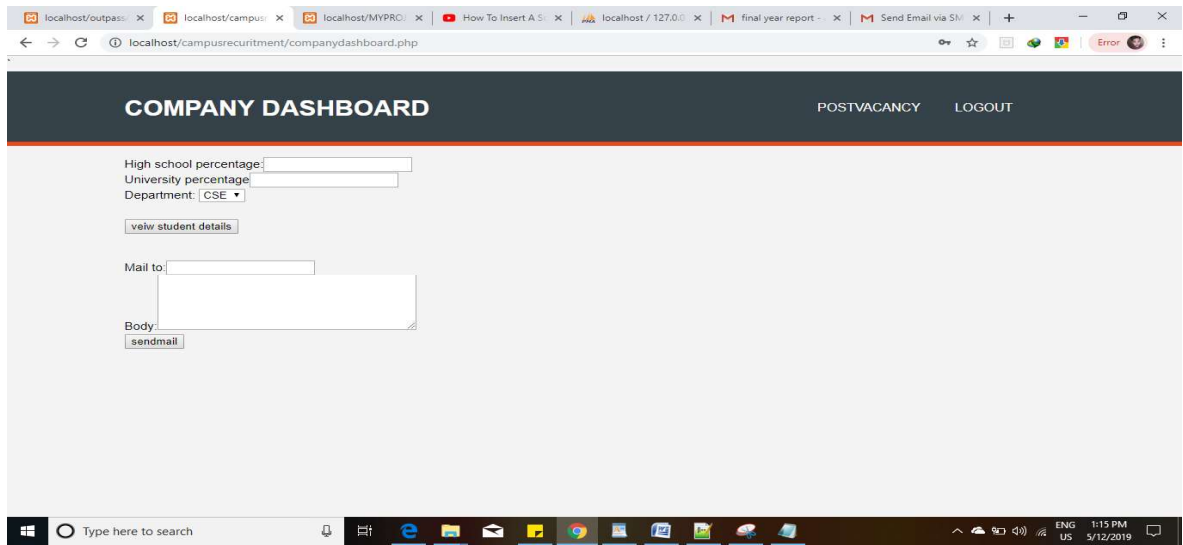 localhost/outpass
localhost/campusr
localhost/MYPRO
How To Insert A S
localhost / 127.0.0
final year report -
Send Email via SM
localhost/campusrecuritment/companydashboard.php
Error
COMPANY DASHBOARD
POSTVACANCY
LOGOUT
High school percentage:
University percentage
Department: CSE
veiw student details
Mail to:
Body:
sendmail
Type here to search
ENG
US
1:15 PM
5/12/2019